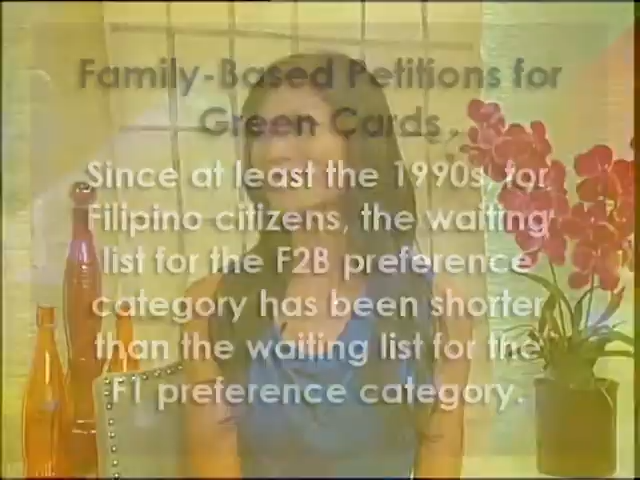 Family-Based Petitions for
Green Cards
Since at least the 1990s, for
Filipino citizens, the waiting
list for the F2B preference
category has been shorter
than the waiting list for the
F1 preference category.